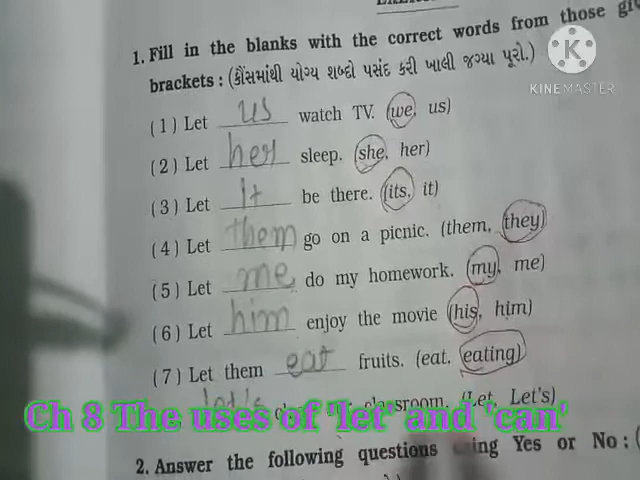 1. Fill in the blanks with the correct words from those
brackets : (કૌંસમાંથી યોગ્ય શબ્દો પસંદ કરી ખાલી જગ્યા પૂરો.)
KINEMASTER
(1) Let us watch TV. (we, us)
(2) Let her sleep. (she, her)
(3) Let It be there. (its, it)
(4) Let them go on a picnic. (them, they)
(5) Let me do my homework. (my, me)
(6) Let him enjoy the movie (his, him)
(7) Let them eat fruits. (eat, eating)
let's classroom. (Let, Let's)
Ch 8 The uses of 'let' and 'can'
2. Answer the following questions using Yes or No : (